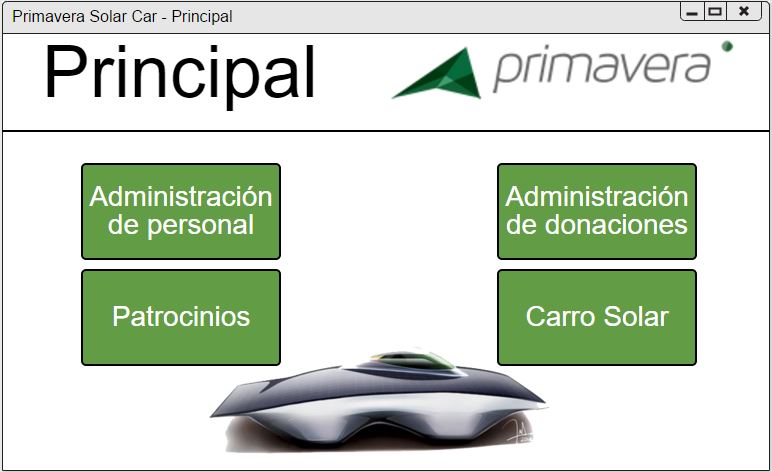 Primavera Solar Car - Principal
Principal
primavera
Administración
de personal
Administración
de donaciones
Patrocinios
Carro Solar